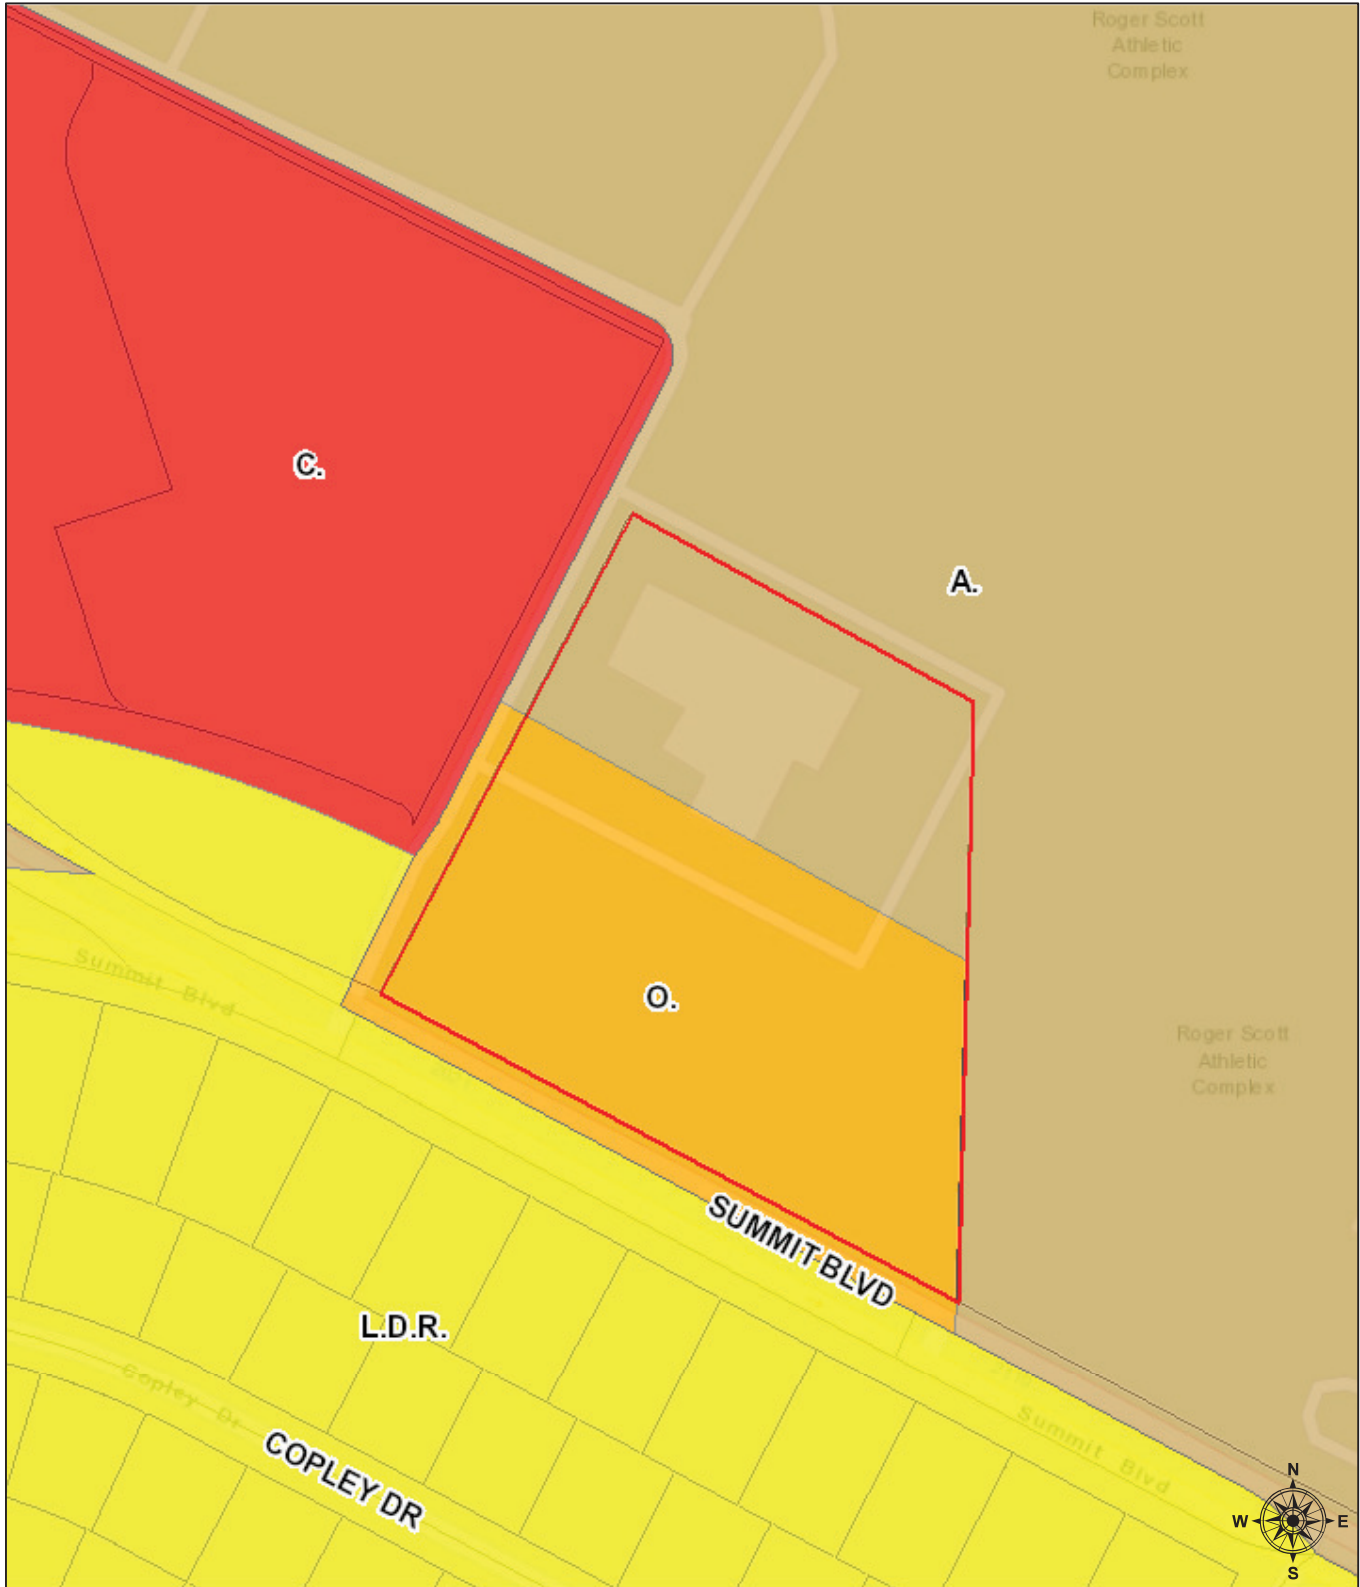 Roger Scott
Athletic
Complex
C.
A.
Summit Blvd
O.
Roger Scott
Athletic
Complex
SUMMIT BLVD
L.D.R.
Copley Dr
COPLEY DR
Summit Blvd
N
W E
S